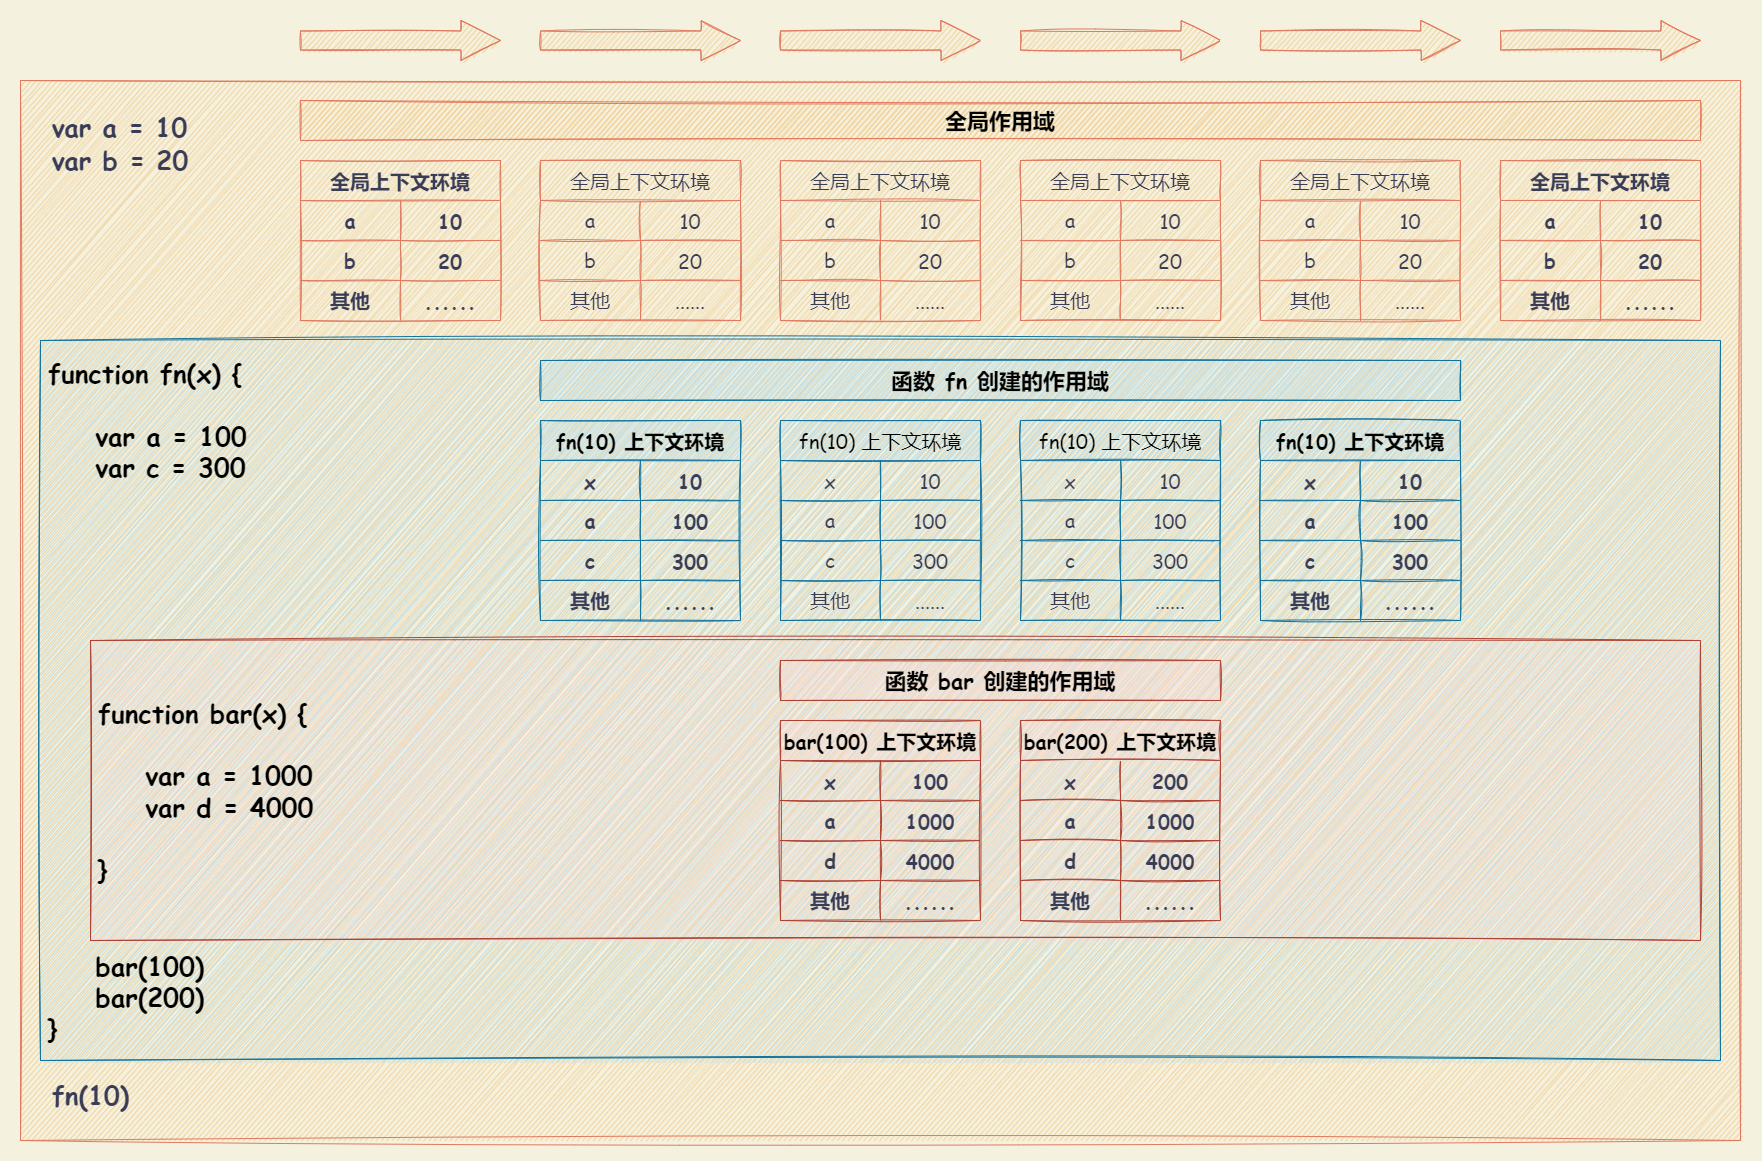 var a = 10
var b = 20
全局作用域
全局上下文环境 全局上下文环境 全局上下文环境 全局上下文环境 全局上下文环境 全局上下文环境
a 10 a 10 a 10 a 10 a 10 a 10
b 20 b 20 b 20 b 20 b 20 b 20
其他 ...... 其他 ...... 其他 ...... 其他 ...... 其他 ...... 其他 ......
function fn(x) {
var a = 100
var c = 300
函数 fn 创建的作用域
fn(10) 上下文环境 fn(10) 上下文环境 fn(10) 上下文环境 fn(10) 上下文环境
x 10 x 10 x 10 x 10
a 100 a 100 a 100 a 100
c 300 c 300 c 300 c 300
其他 ...... 其他 ...... 其他 ...... 其他 ......
function bar(x) {
var a = 1000
var d = 4000
}
函数 bar 创建的作用域
bar(100) 上下文环境 bar(200) 上下文环境
x 100 x 200
a 1000 a 1000
d 4000 d 4000
其他 ...... 其他 ......
bar(100)
bar(200)
}
fn(10)